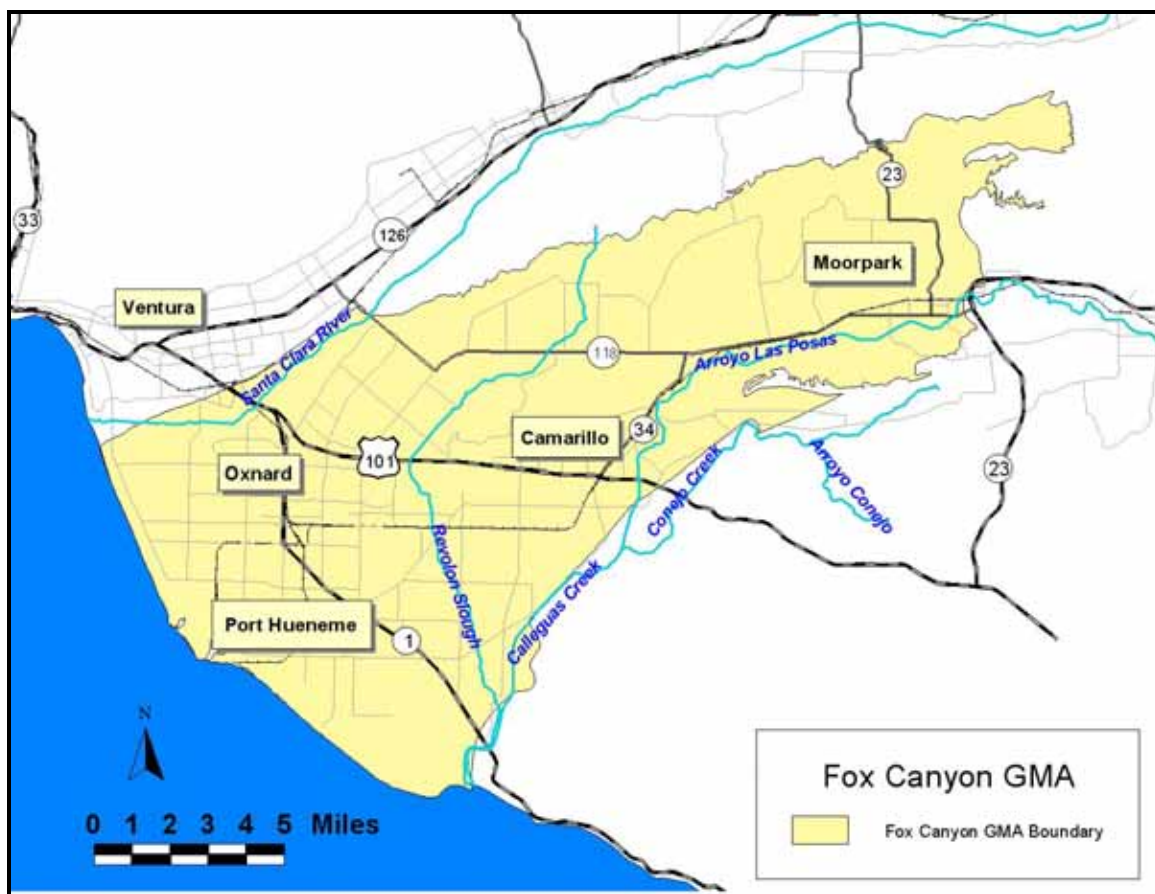 23
33
126
Moorpark
Ventura
Santa Clara River
118
Arroyo Las Posas
Camarillo
34
101
Oxnard
Conejo Creek
Arroyo Conejo
23
Revolon Slough
Calleguas Creek
Port Hueneme
1
N
Fox Canyon GMA
0 1 2 3 4 5 Miles
Fox Canyon GMA Boundary